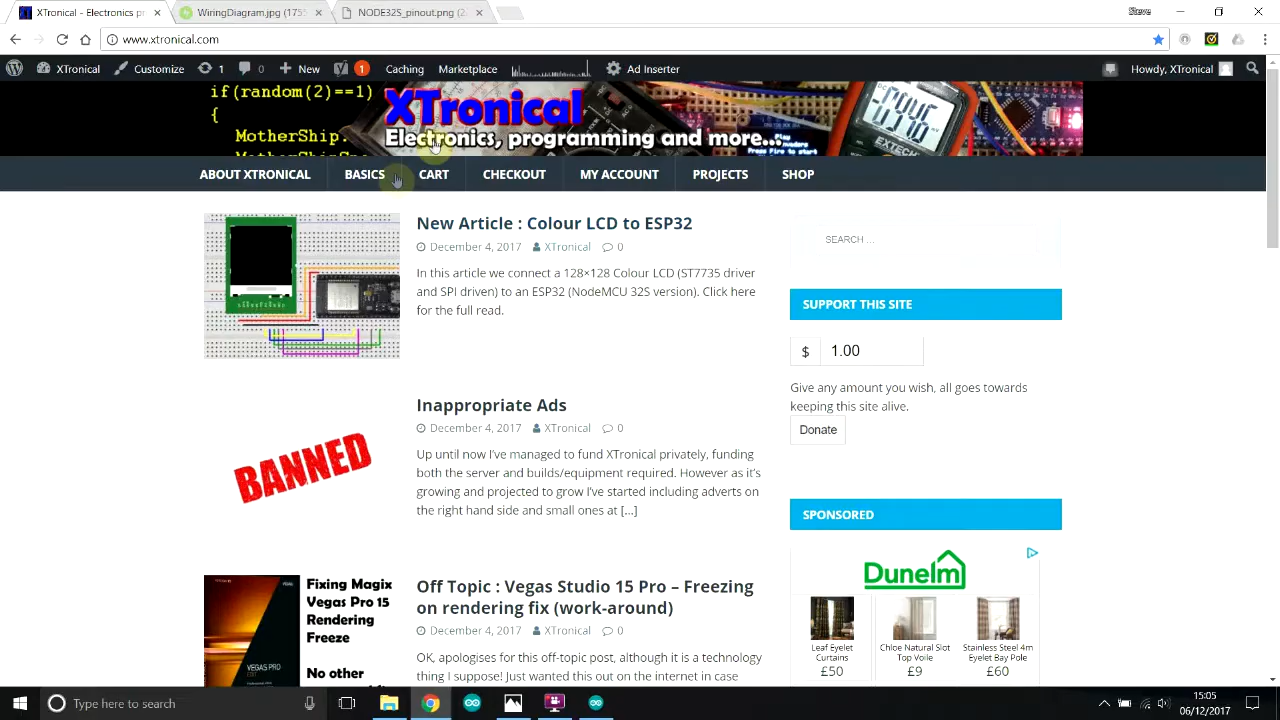 XTronical - Electronics pr
WiringDiagram.jpg (175
NODE32S_pinout.png (2
Steve
www.xtronical.com
XTronical
Customize
1
0
New
1
Caching
Marketplace
Ad Inserter
Howdy, XTronical
if(random(2)==1)
{
MotherShip.
XTronical
Electronics, programming and more...
EXTECH
Play
Invaders
Press Fire to start
ABOUT XTRONICAL
BASICS
CART
CHECKOUT
MY ACCOUNT
PROJECTS
SHOP
New Article : Colour LCD to ESP32
December 4, 2017 XTronical 0
In this article we connect a 128×128 Colour LCD (ST7735 driver
and SPI driven) to an ESP32 (NodeMCU 32S version). Click here
for the full read.
BANNED
Inappropriate Ads
December 4, 2017 XTronical 0
Up until now I've managed to fund XTronical privately, funding
both the server and builds/equipment required. However as it's
growing and projected to grow I've started including adverts on
the right hand side and small ones at [...]
Fixing Magix
Vegas Pro 15
Rendering
Freeze
No other
VEGAS PRO
Off Topic : Vegas Studio 15 Pro – Freezing
on rendering fix (work-around)
December 4, 2017 XTronical 0
OK, apologises for this off-topic post, although it is a technology
thing I suppose! Just wanted this out on the internet in case
SEARCH ...
SUPPORT THIS SITE
$ 1.00
Give any amount you wish, all goes towards
keeping this site alive.
Donate
SPONSORED
Dunelm
Leaf Eyelet
Curtains
£50
Chloe Natural Slot
Top Voile
£9
Stainless Steel 4m
Eyelet Bay Pole
£60
Type here to search
15:05
06/12/2017